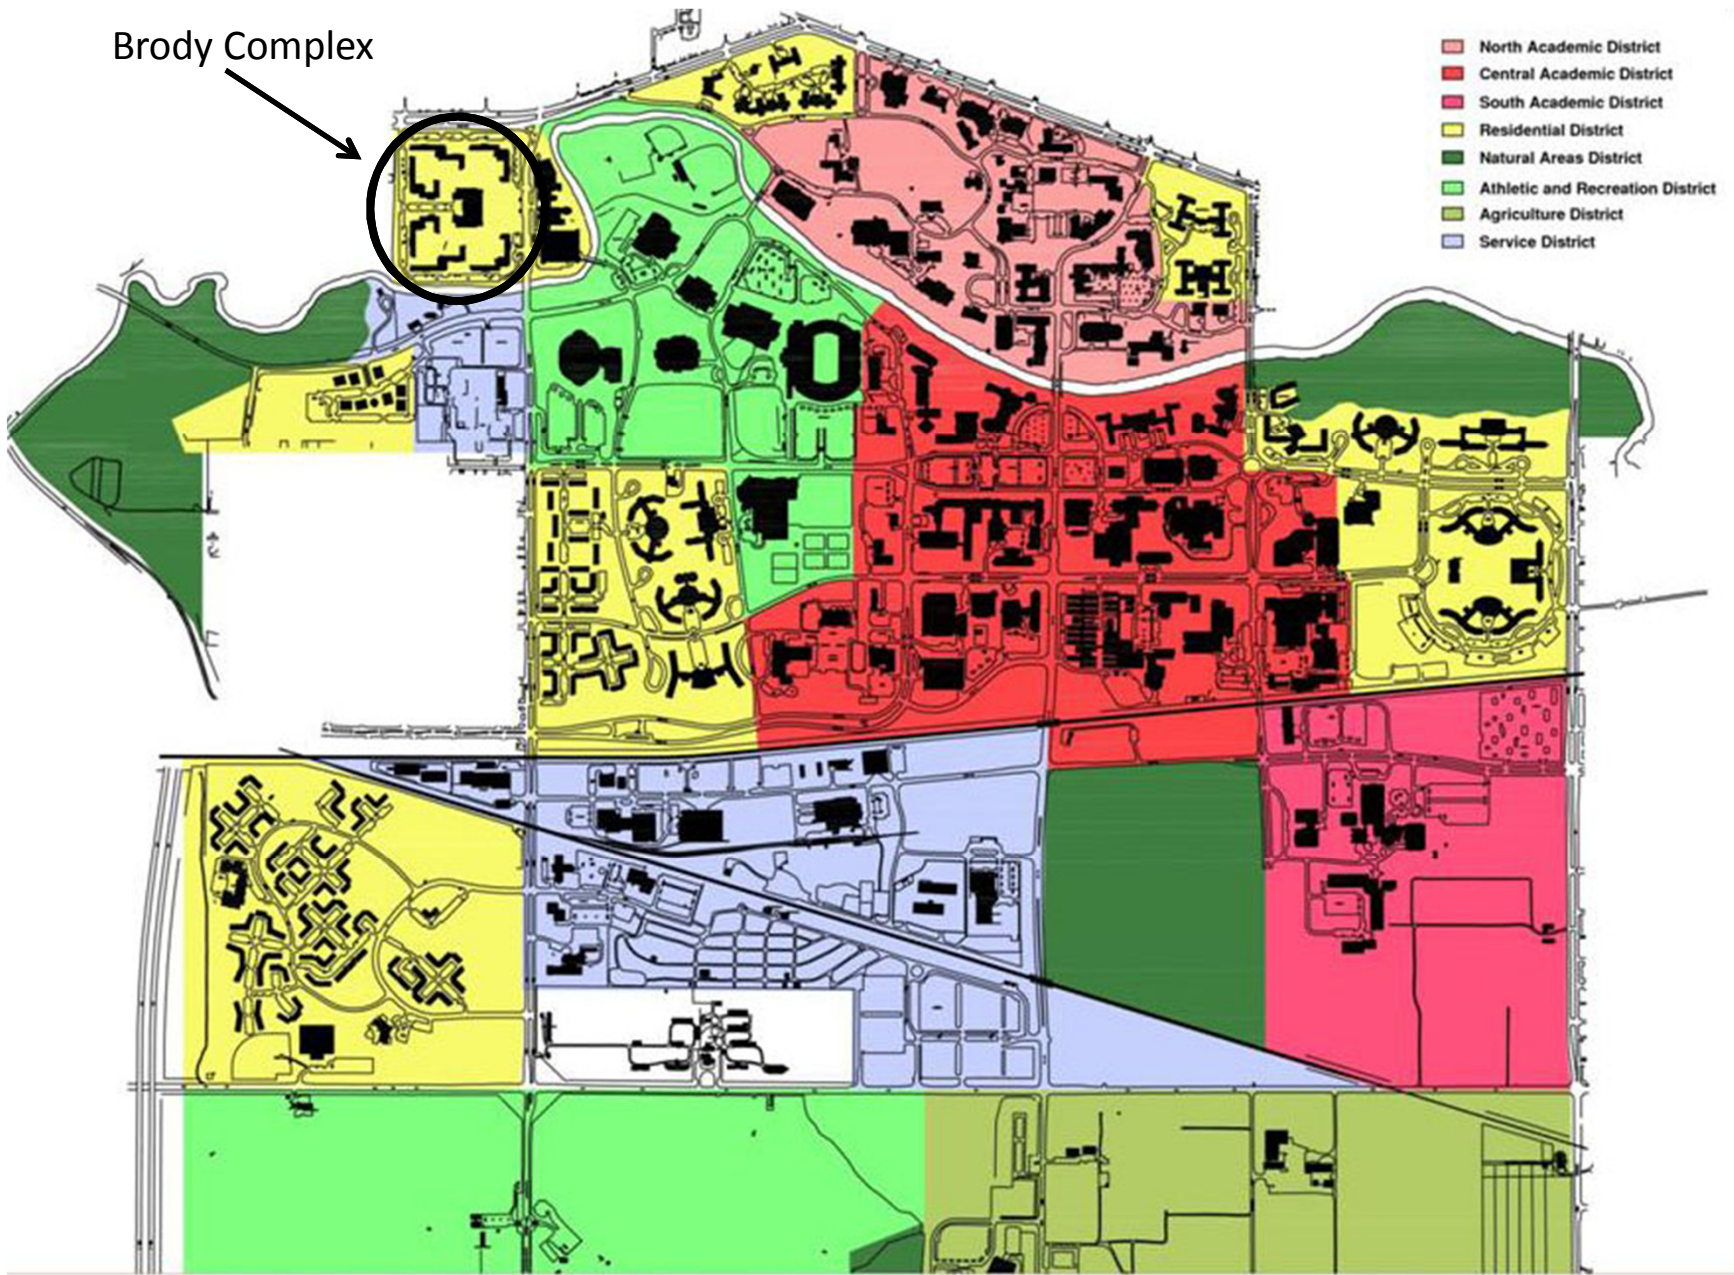 Brody Complex
North Academic District
Central Academic District
South Academic District
Residential District
Natural Areas District
Athletic and Recreation District
Agriculture District
Service District